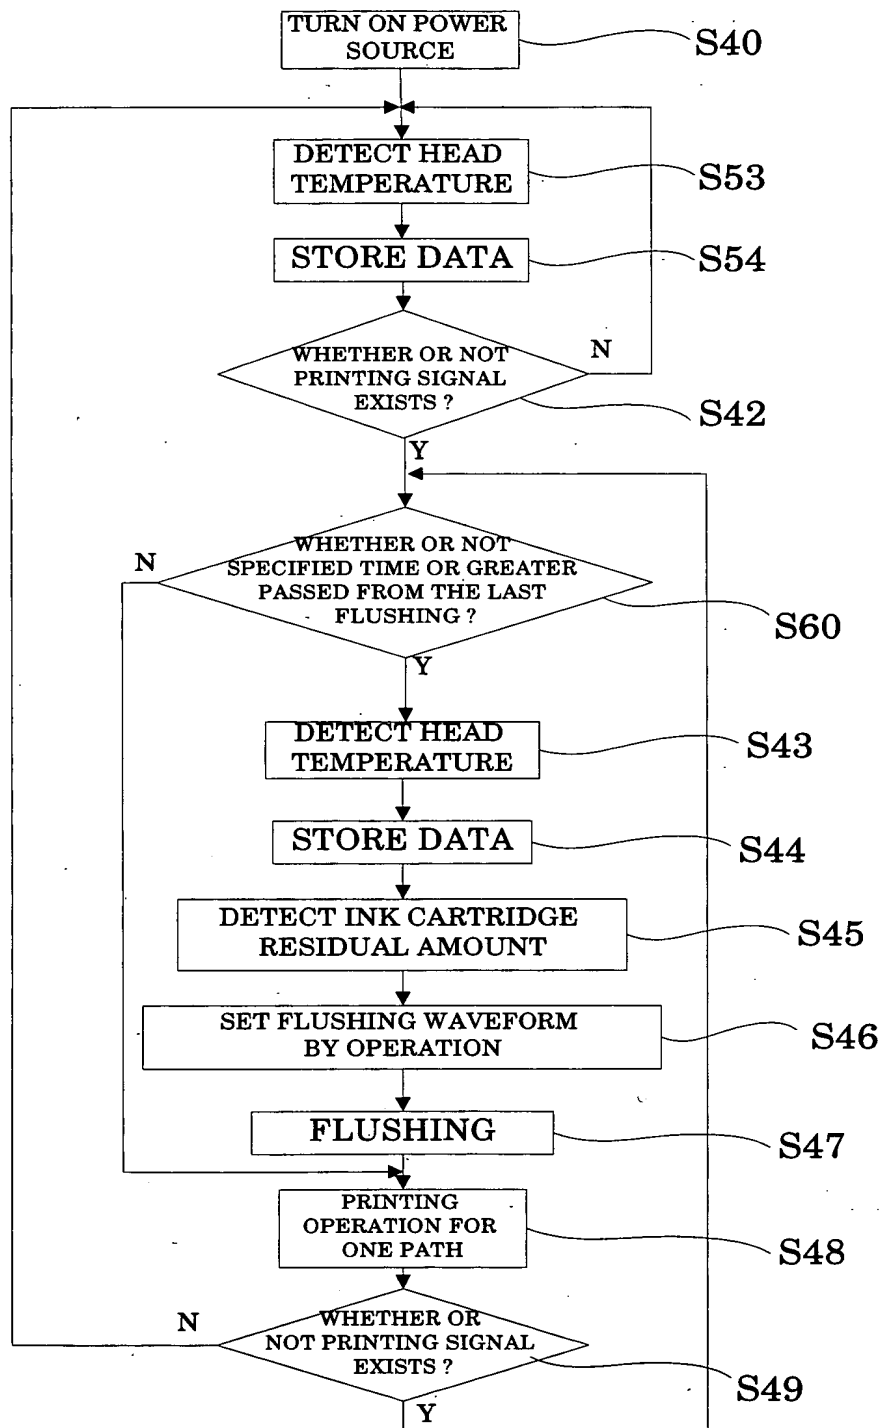 TURN ON POWER
SOURCE
S40
DETECT HEAD
TEMPERATURE
S53
STORE DATA
S54
WHETHER OR NOT
PRINTING SIGNAL
EXISTS ?
N
S42
Y
WHETHER OR NOT
SPECIFIED TIME OR GREATER
PASSED FROM THE LAST
FLUSHING ?
N
S60
Y
DETECT HEAD
TEMPERATURE
S43
STORE DATA
S44
DETECT INK CARTRIDGE
RESIDUAL AMOUNT
S45
SET FLUSHING WAVEFORM
BY OPERATION
S46
FLUSHING
S47
PRINTING
OPERATION FOR
ONE PATH
S48
WHETHER OR
NOT PRINTING SIGNAL
EXISTS ?
N
S49
Y